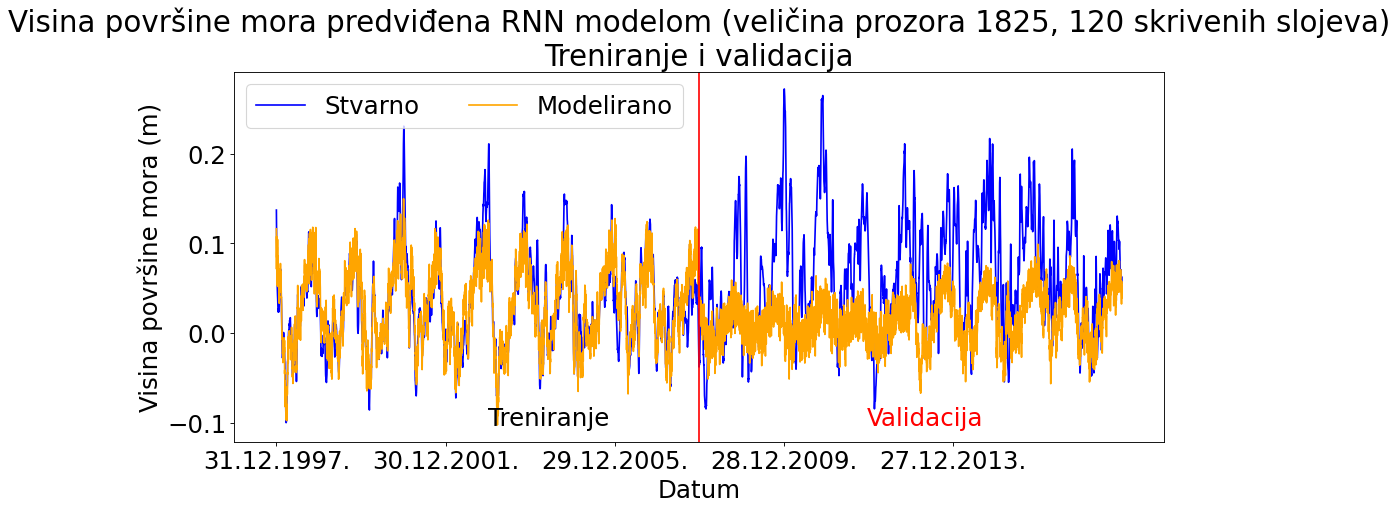 Visina površine mora predviđena RNN modelom (veličina prozora 1825, 120 skrivenih slojeva)
Treniranje i validacija
Stvarno
Modelirano
Visina površine mora (m)
0.2
0.1
0.0
−0.1
Treniranje
Validacija
31.12.1997.
30.12.2001.
29.12.2005.
28.12.2009.
27.12.2013.
Datum